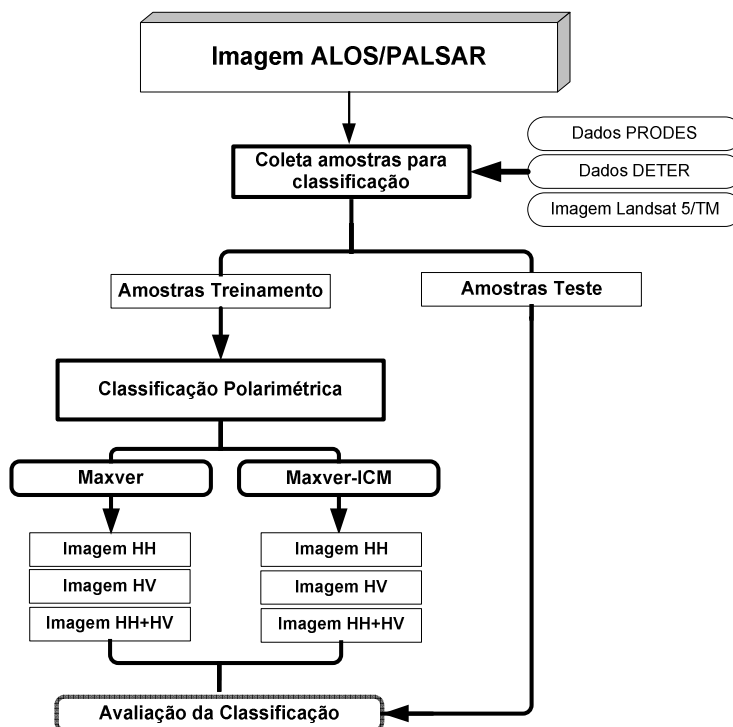 Imagem ALOS/PALSAR
Dados PRODES
Coleta amostras para
classificação
Dados DETER
Imagem Landsat 5/TM
Amostras Treinamento
Amostras Teste
Classificação Polarimétrica
Maxver
Maxver-ICM
Imagem HH
Imagem HH
Imagem HV
Imagem HV
Imagem HH+HV
Imagem HH+HV
Avaliação da Classificação